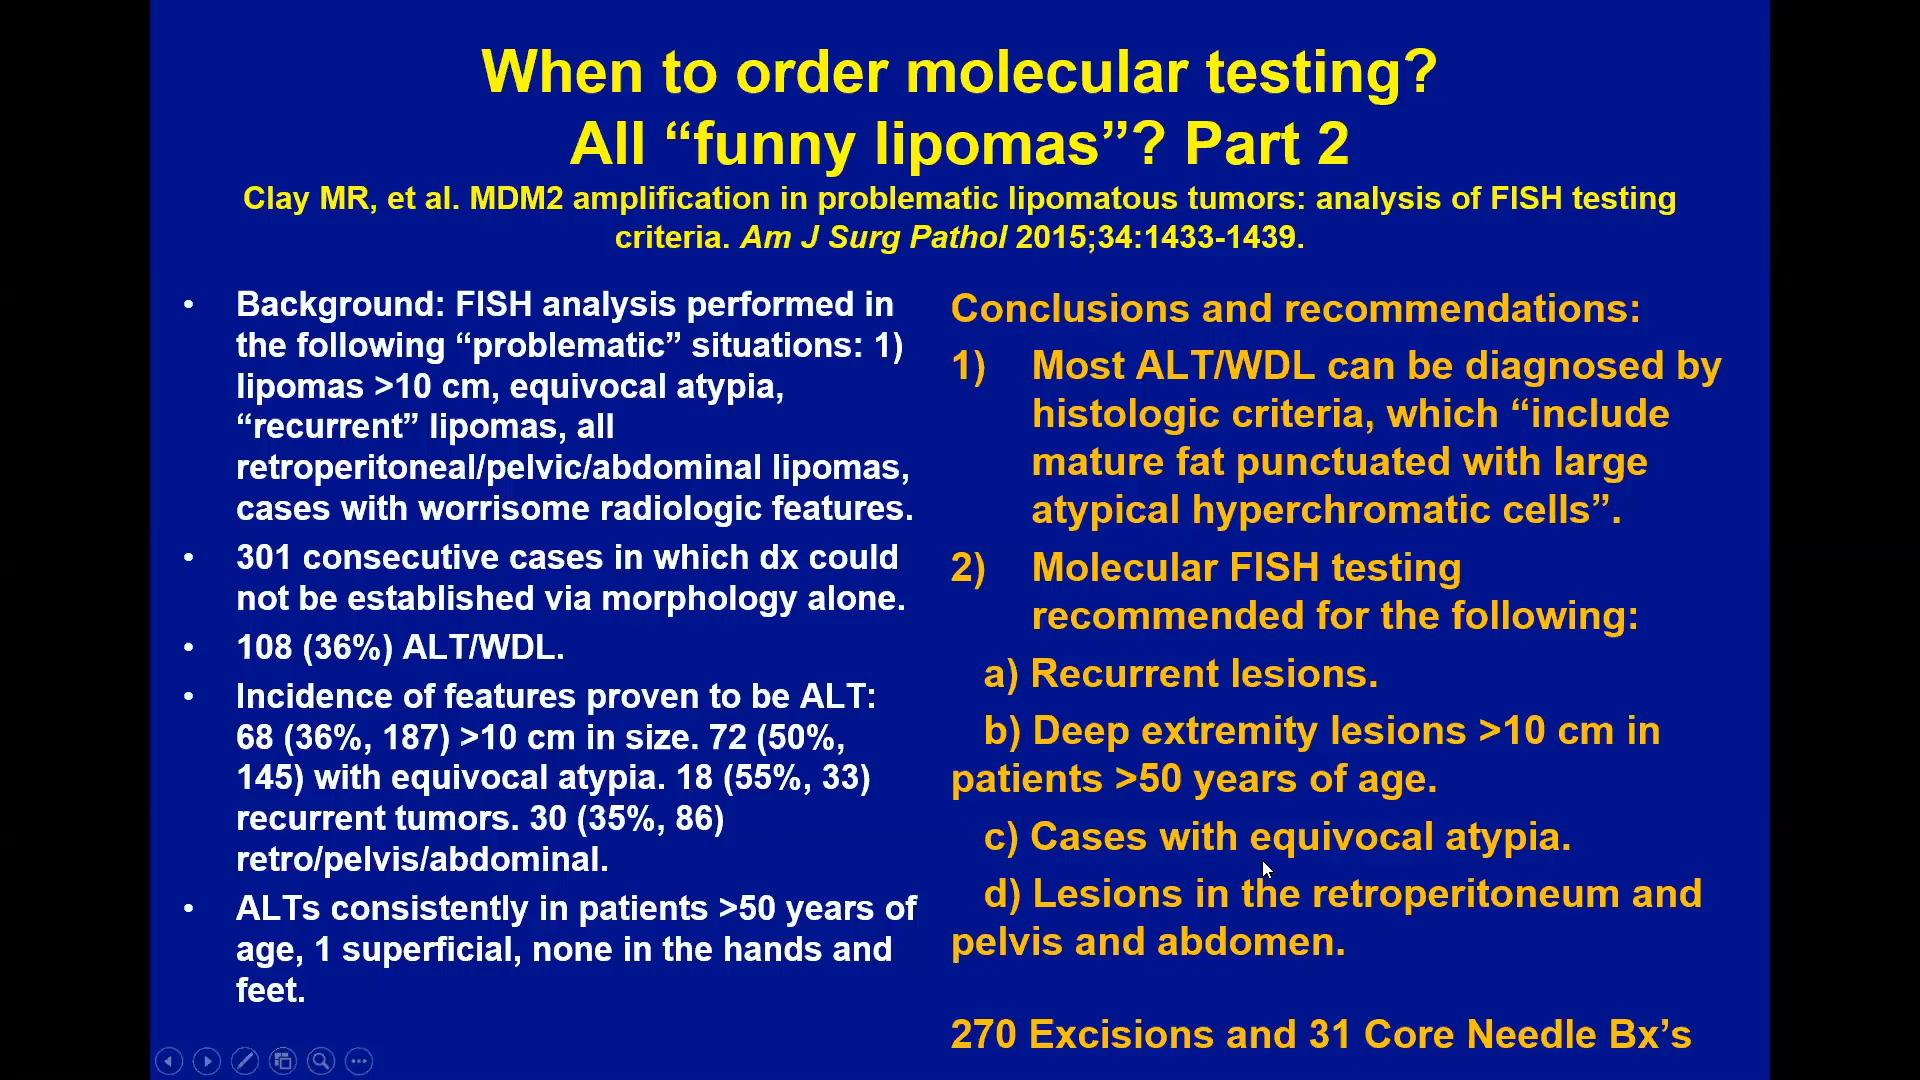 When to order molecular testing?
All “funny lipomas”? Part 2
Clay MR, et al. MDM2 amplification in problematic lipomatous tumors: analysis of FISH testing
criteria. Am J Surg Pathol 2015;34:1433-1439.
• Background: FISH analysis performed in
the following “problematic” situations: 1)
lipomas >10 cm, equivocal atypia,
“recurrent” lipomas, all
retroperitoneal/pelvic/abdominal lipomas,
cases with worrisome radiologic features.
• 301 consecutive cases in which dx could
not be established via morphology alone.
• 108 (36%) ALT/WDL.
• Incidence of features proven to be ALT:
68 (36%, 187) >10 cm in size. 72 (50%,
145) with equivocal atypia. 18 (55%, 33)
recurrent tumors. 30 (35%, 86)
retro/pelvis/abdominal.
• ALTs consistently in patients >50 years of
age, 1 superficial, none in the hands and
feet.
Conclusions and recommendations:
1) Most ALT/WDL can be diagnosed by
histologic criteria, which “include
mature fat punctuated with large
atypical hyperchromatic cells”.
2) Molecular FISH testing
recommended for the following:
a) Recurrent lesions.
b) Deep extremity lesions >10 cm in
patients >50 years of age.
c) Cases with equivocal atypia.
d) Lesions in the retroperitoneum and
pelvis and abdomen.
270 Excisions and 31 Core Needle Bx’s